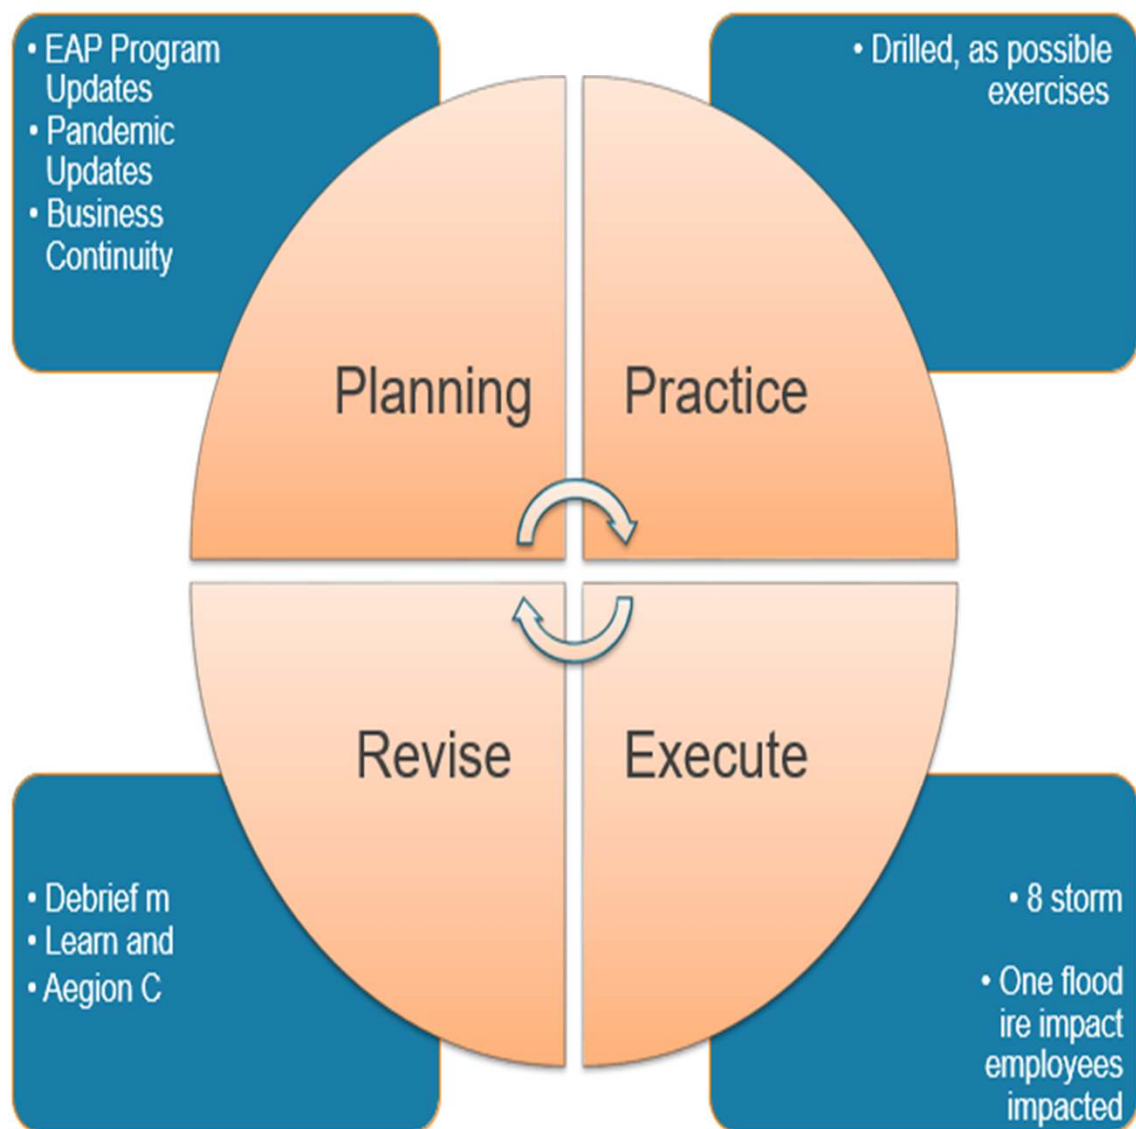 • EAP Program
Updates
• Pandemic
Updates
• Business
Continuity
• Drilled, as possible
exercises
Planning
Practice
Revise
Execute
• Debrief m
• Learn and
• Aegion C
• 8 storm
• One flood
ire impact
employees
impacted